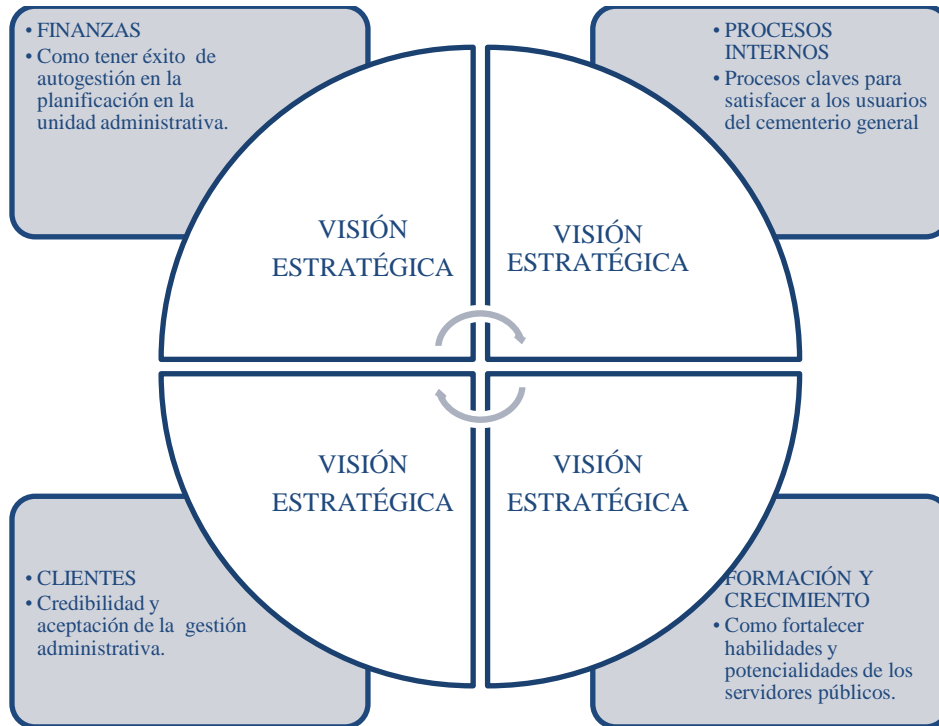 • FINANZAS
• Como tener éxito de
autogestión en la
planificación en la
unidad administrativa.
• PROCESOS
INTERNOS
• Procesos claves para
satisfacer a los usuarios
del cementerio general
VISIÓN
ESTRATÉGICA
VISIÓN
ESTRATÉGICA
VISIÓN
ESTRATÉGICA
VISIÓN
ESTRATÉGICA
• CLIENTES
• Credibilidad y
aceptación de la gestión
administrativa.
FORMACIÓN Y
CRECIMIENTO
• Como fortalecer
habilidades y
potencialidades de los
servidores públicos.